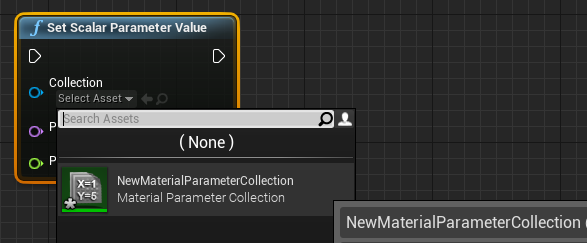 Set Scalar Parameter Value
Collection
Select Asset
Search Assets
( None )
P
X=1
Y=5
NewMaterialParameterCollection
Material Parameter Collection
P
NewMaterialParameterCollection (